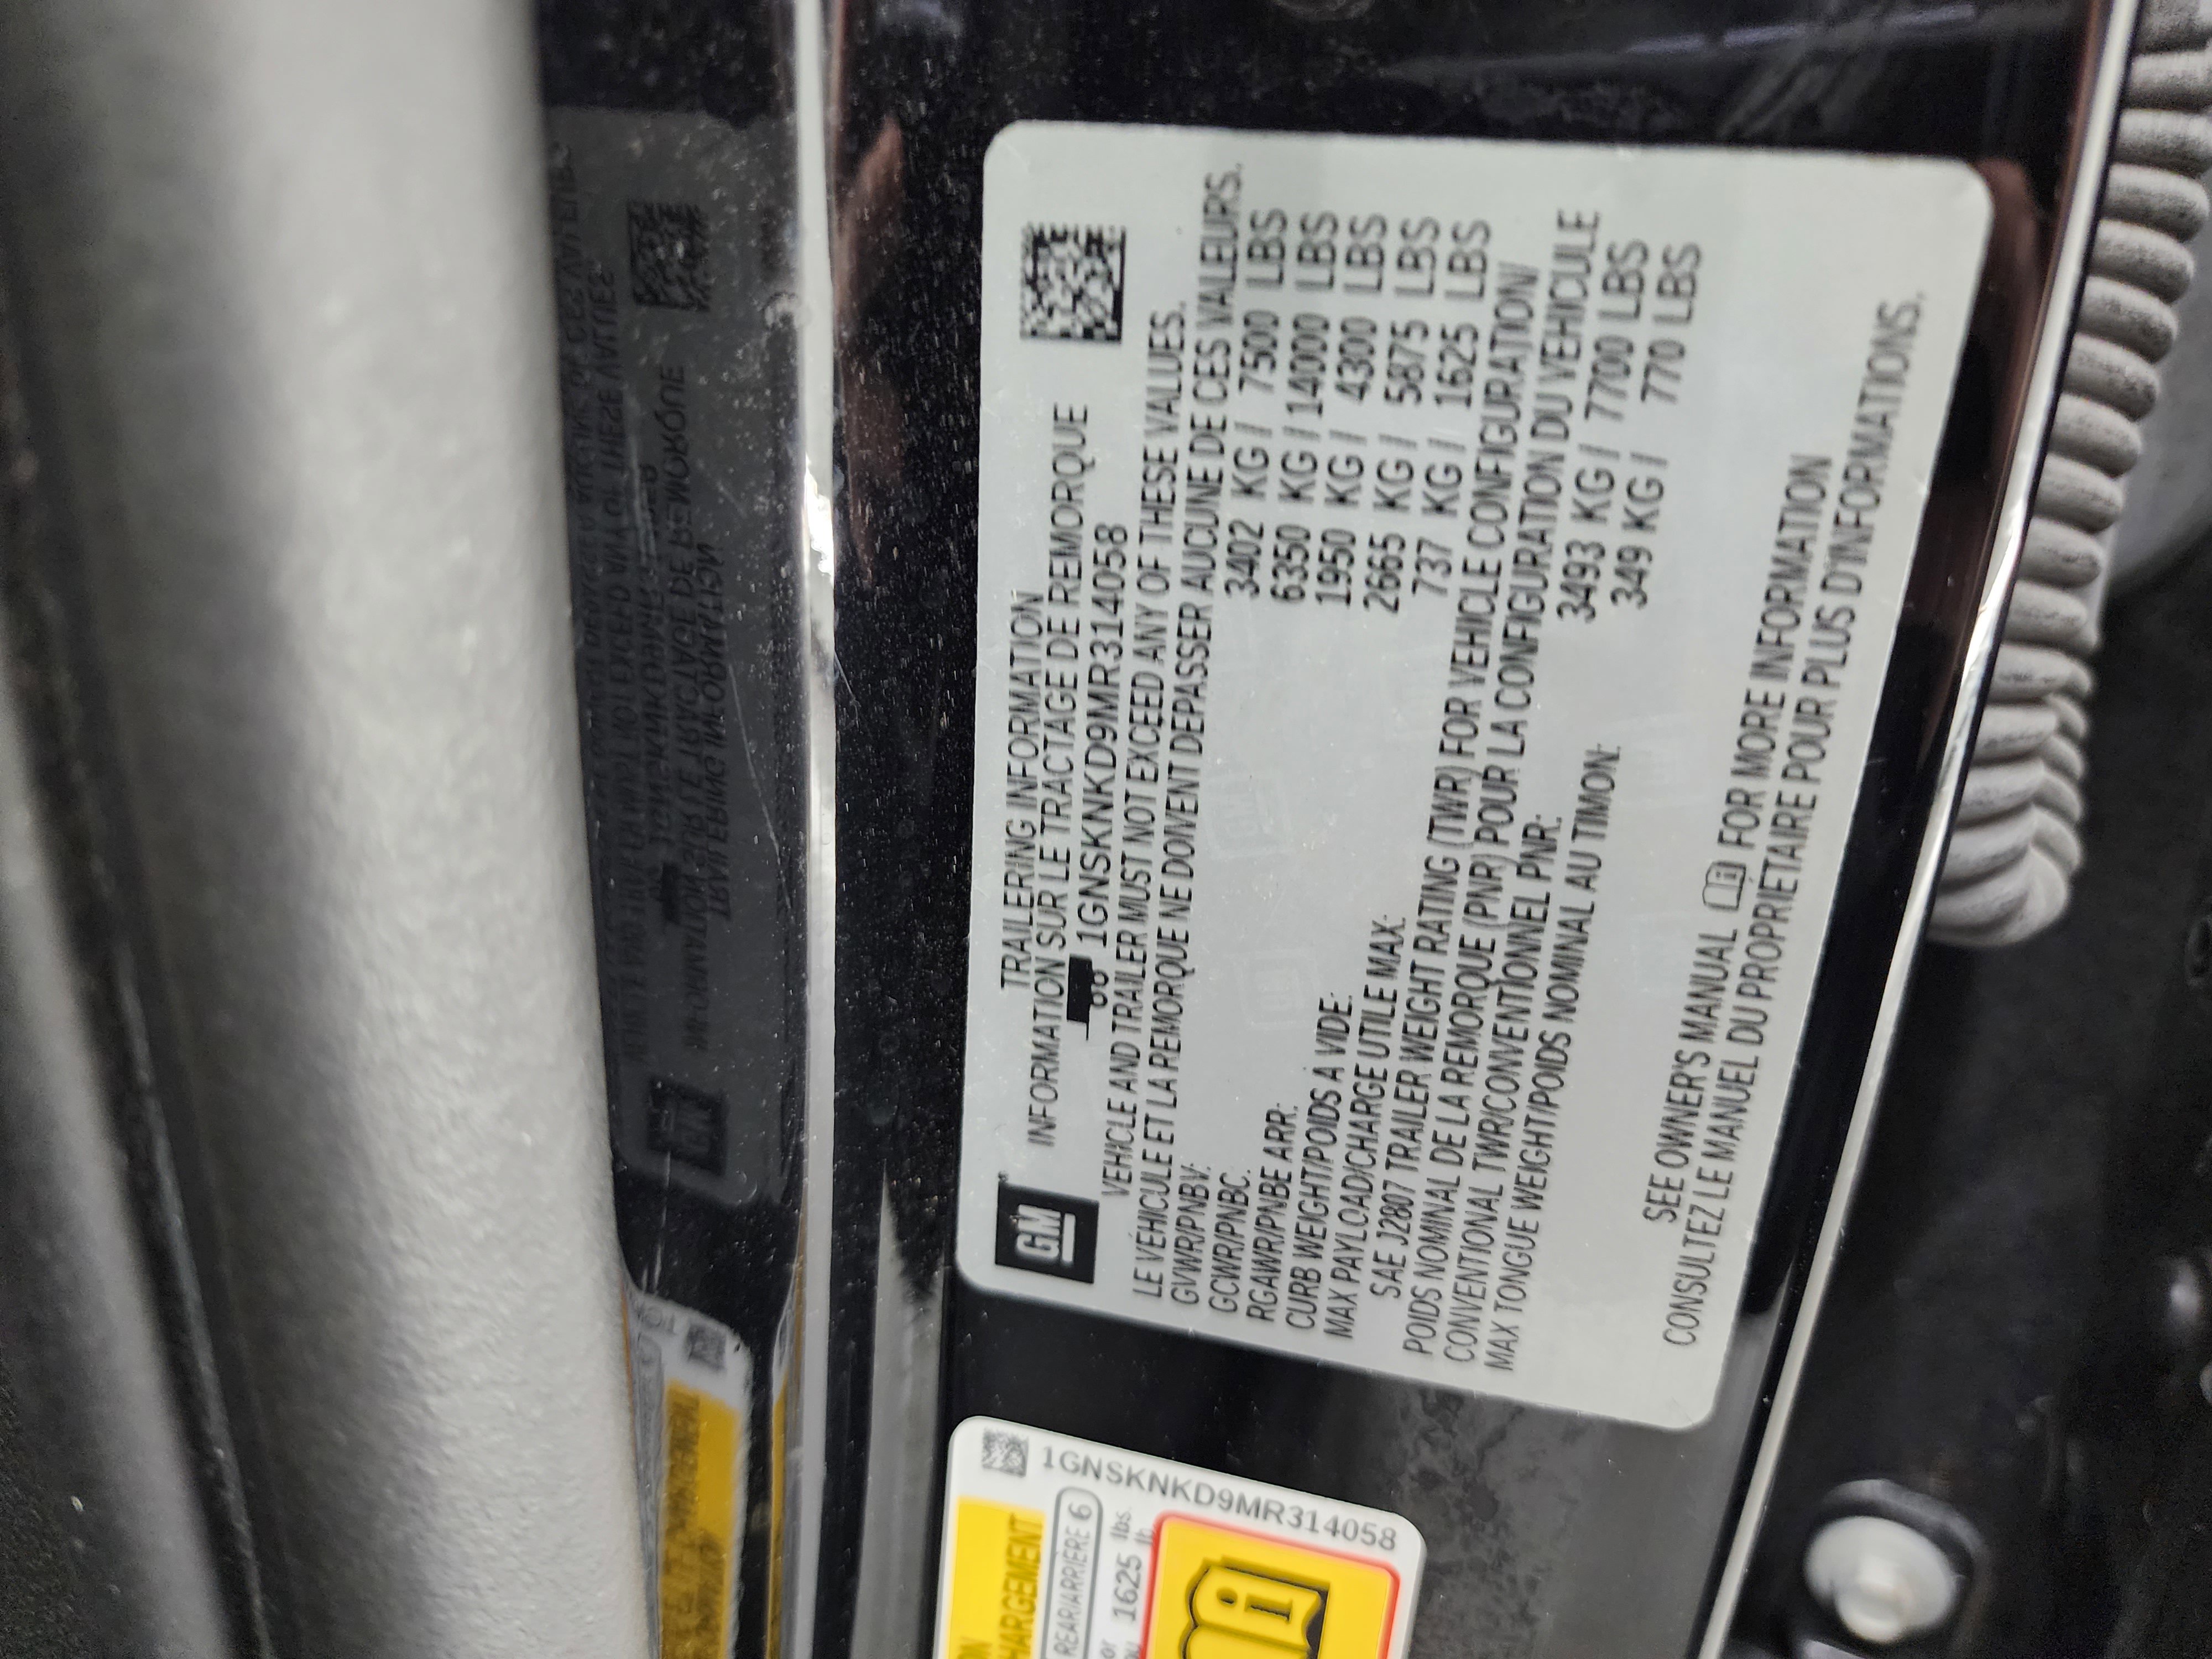 GM
TRAILERING INFORMATION
INFORMATION SUR LE TRACTAGE DE REMORQUE
1GNSKNKD9MR314058
VEHICLE AND TRAILER MUST NOT EXCEED ANY OF THESE VALUES.
LE VÉHICULE ET LA REMORQUE NE DOIVENT DEPASSER AUCUNE DE CES VALEURS.
GVWR/PNBV: 3402 KG / 7500 LBS
GCWR/PNBC. 6350 KG / 14000 LBS
RGAWR/PNBE ARR: 1950 KG / 4300 LBS
CURB WEIGHT/POIDS A VIDE: 2665 KG / 5875 LBS
MAX PAYLOAD/CHARGE UTILE MAX: 737 KG / 1625 LBS
SAE J2807 TRAILER WEIGHT RATING (TWR) FOR VEHICLE CONFIGURATION/
POIDS NOMINAL DE LA REMORQUE (PNR) POUR LA CONFIGURATION DU VEHICULE
CONVENTIONAL TWR/CONVENTIONNEL PNR: 3493 KG / 7700 LBS
MAX TONGUE WEIGHT/POIDS NOMINAL AU TIMON: 349 KG / 770 LBS
SEE OWNER'S MANUAL FOR MORE INFORMATION
CONSULTEZ LE MANUEL DU PROPRIÉTAIRE POUR PLUS D'INFORMATIONS.
1GNSKNKD9MR314058
HARGEMENT
REAR/ARRIÈRE 6
1625 lbs.